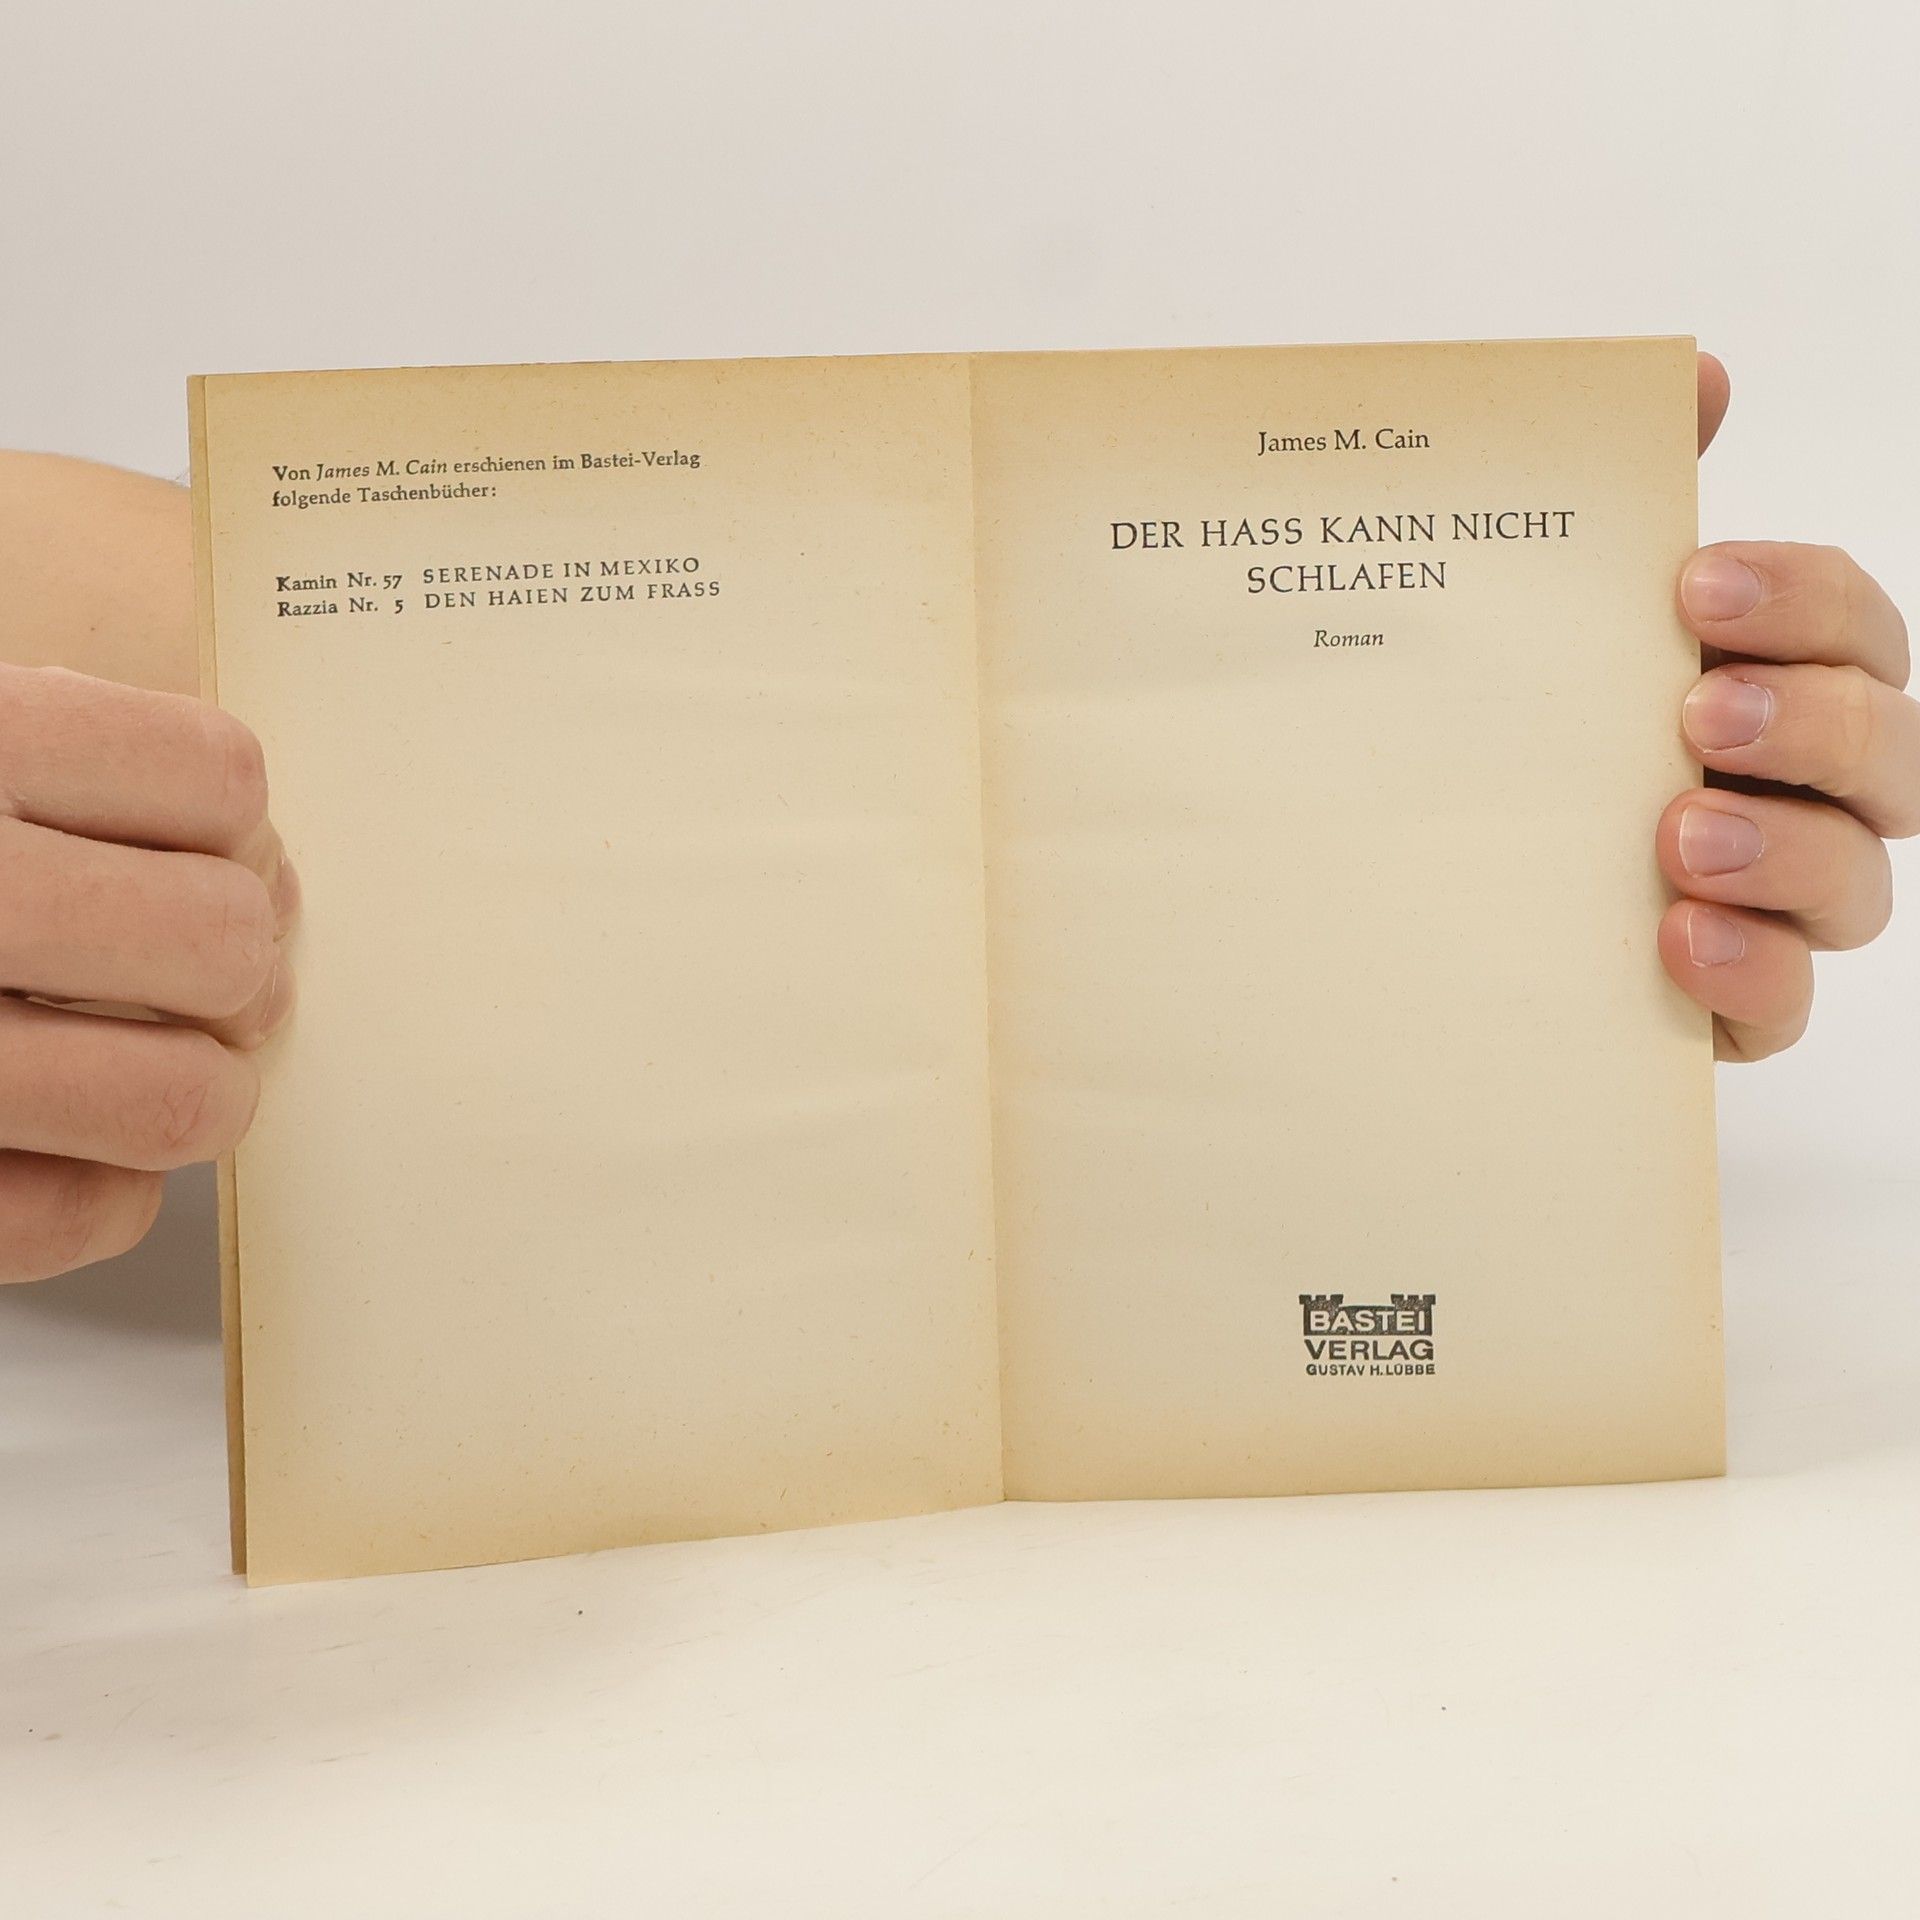 Von James M. Cain erschienen im Bastei-Verlag
folgende Taschenbücher:
Kamin Nr. 57 SERENADE IN MEXIKO
Razzia Nr. 5 DEN HAIEN ZUM FRASS
James M. Cain
DER HASS KANN NICHT
SCHLAFEN
Roman
BASTEI
VERLAG
GUSTAV H. LÜBBE